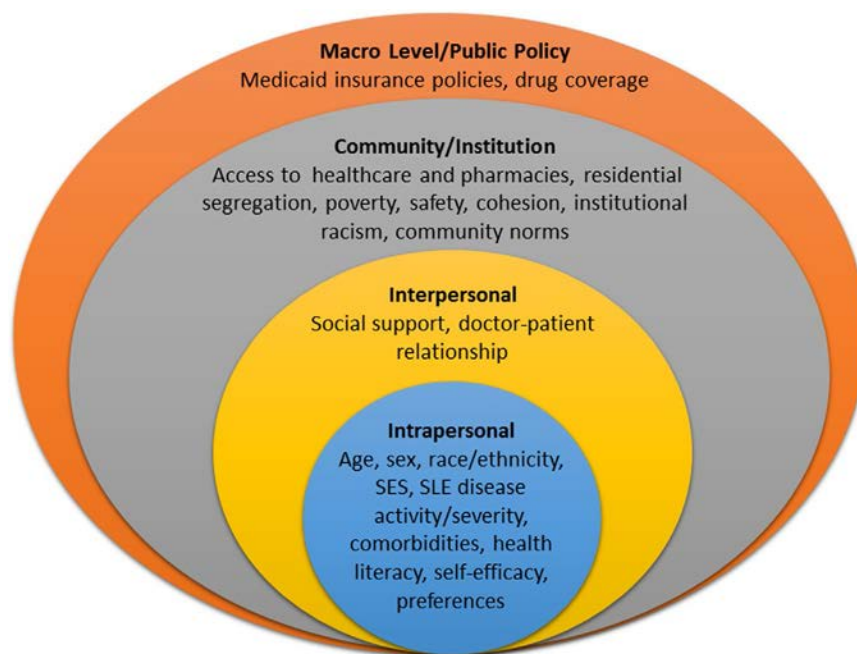 Macro Level/Public Policy
Medicaid insurance policies, drug coverage
Community/Institution
Access to healthcare and pharmacies, residential
segregation, poverty, safety, cohesion, institutional
racism, community norms
Interpersonal
Social support, doctor-patient
relationship
Intrapersonal
Age, sex, race/ethnicity,
SES, SLE disease
activity/severity,
comorbidities, health
literacy, self-efficacy,
preferences